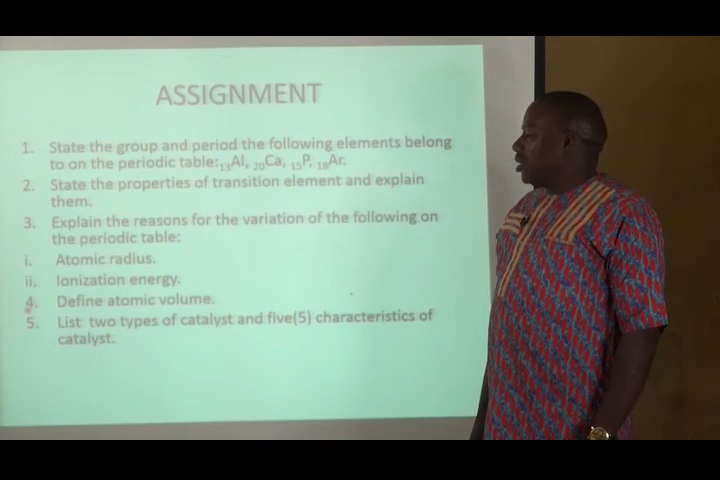 ASSIGNMENT
1. State the group and period the following elements belong
to on the periodic table:₁₃Al, ₂₀Ca, ₁₅P, ₁₈Ar.
2. State the properties of transition element and explain
them.
3. Explain the reasons for the variation of the following on
the periodic table:
i. Atomic radius.
ii. Ionization energy.
4. Define atomic volume.
5. List two types of catalyst and five(5) characteristics of
catalyst.